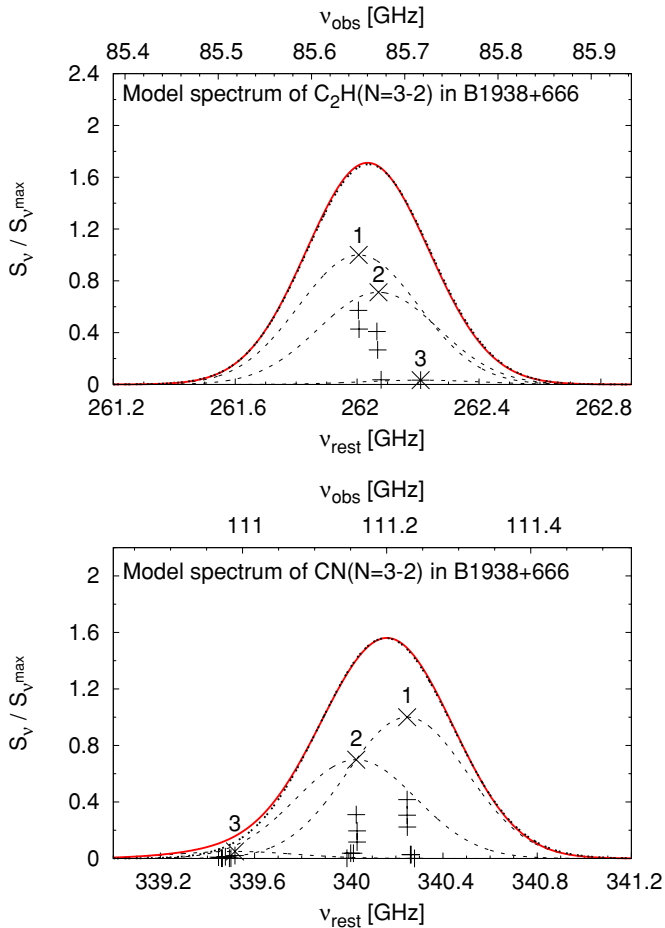 ν_obs [GHz]
85.4 85.5 85.6 85.7 85.8 85.9
Model spectrum of C₂H(N=3-2) in B1938+666
2.4
2
1.6
1.2
0.8
0.4
0
S_ν / S_ν^max
1
2
3
261.2 261.6 262 262.4 262.8
ν_rest [GHz]
ν_obs [GHz]
111 111.2 111.4
Model spectrum of CN(N=3-2) in B1938+666
2
1.6
1.2
0.8
0.4
0
S_ν / S_ν^max
1
2
3
339.2 339.6 340 340.4 340.8 341.2
ν_rest [GHz]